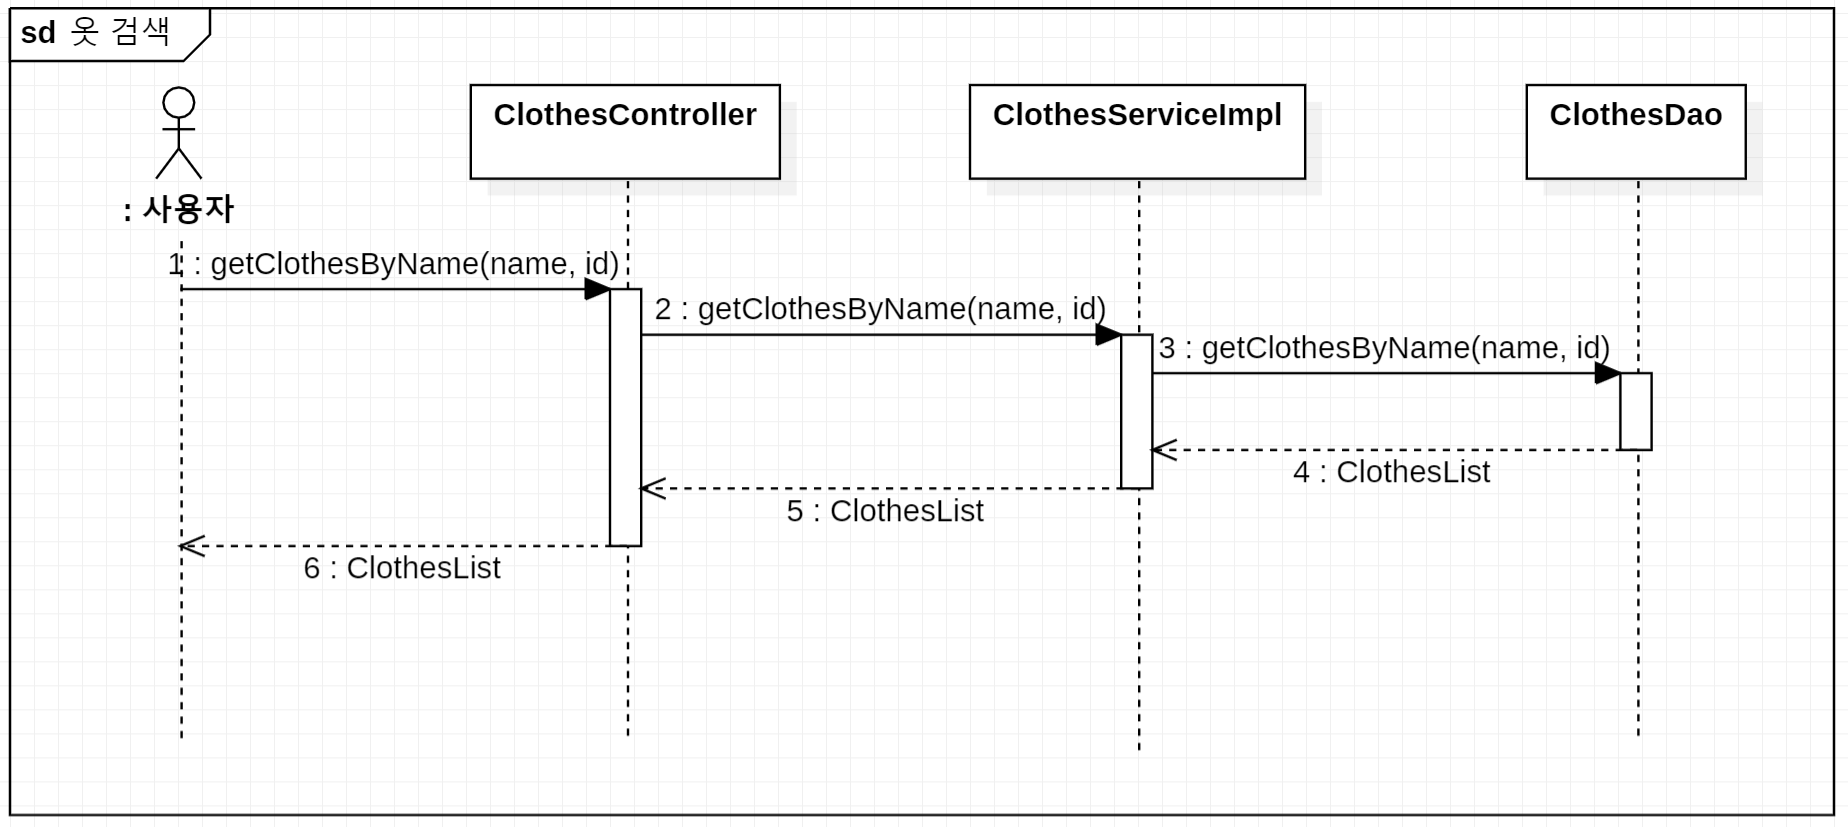 sd 옷 검색
: 사용자
ClothesController
ClothesServiceImpl
ClothesDao
1 : getClothesByName(name, id)
2 : getClothesByName(name, id)
3 : getClothesByName(name, id)
4 : ClothesList
5 : ClothesList
6 : ClothesList